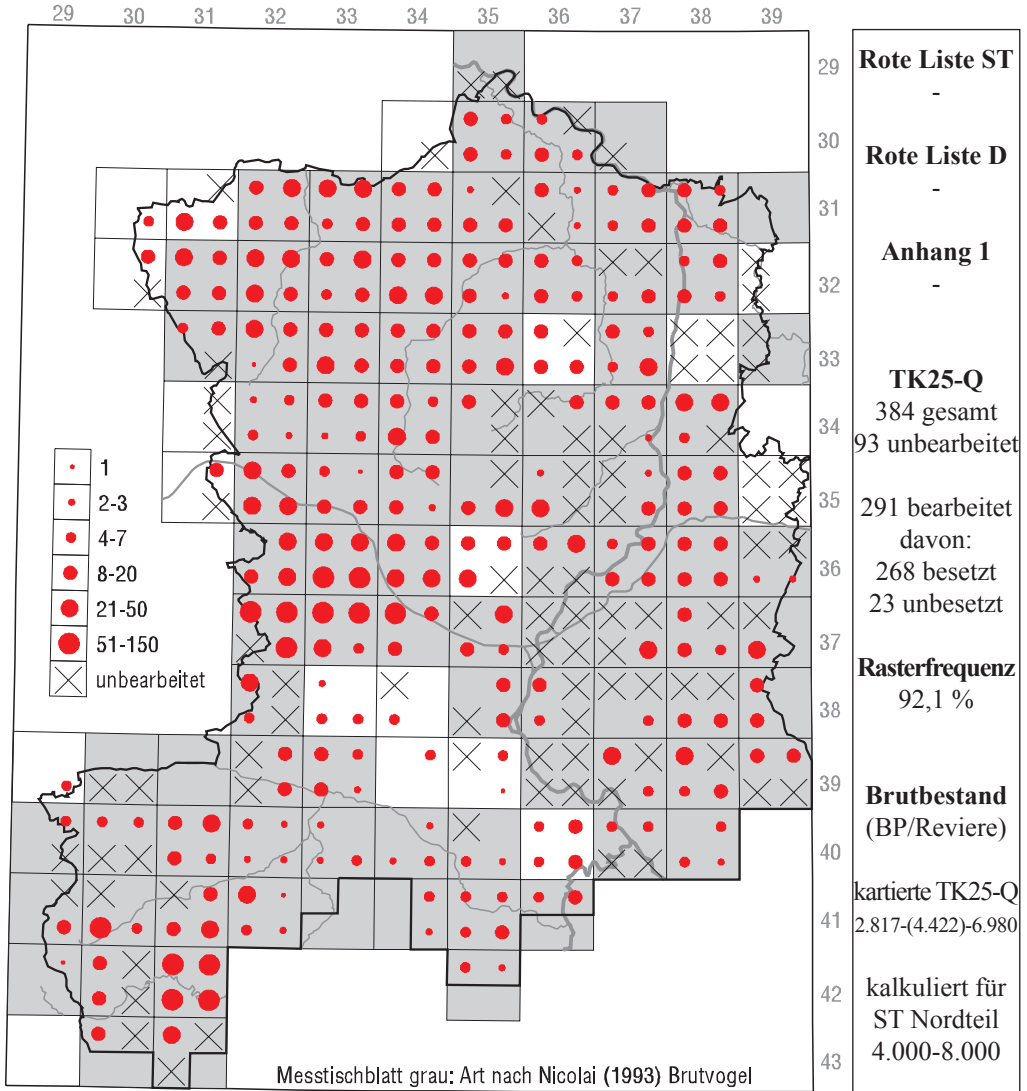 29 30 31 32 33 34 35 36 37 38 39
29
30
31
32
33
34
35
36
37
38
39
40
41
42
43
1
2-3
4-7
8-20
21-50
51-150
unbearbeitet
Messtischblatt grau: Art nach Nicolai (1993) Brutvogel
Rote Liste ST
-
Rote Liste D
-
Anhang 1
-
TK25-Q
384 gesamt
93 unbearbeitet
291 bearbeitet
davon:
268 besetzt
23 unbesetzt
Rasterfrequenz
92,1 %
Brutbestand
(BP/Reviere)
kartierte TK25-Q
2.817-(4.422)-6.980
kalkuliert für
ST Nordteil
4.000-8.000